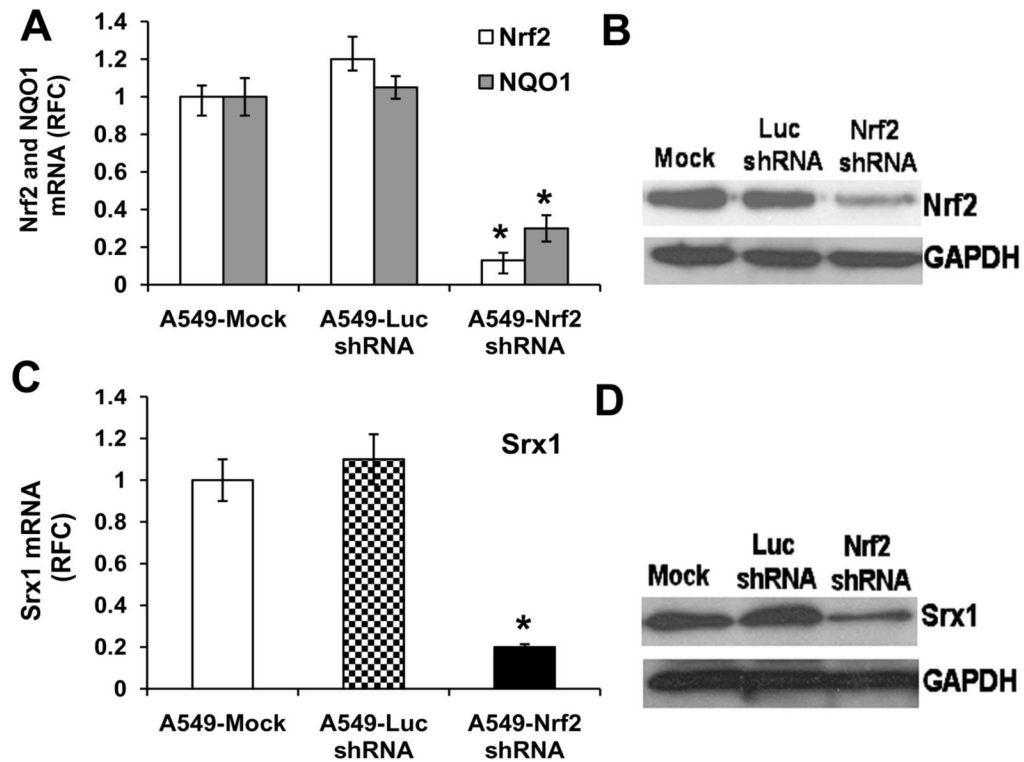 A
Nrf2 and NQO1
mRNA (RFC)
1.4
1.2
1
0.8
0.6
0.4
0.2
0
Nrf2
NQO1
*
*
A549-Mock
A549-Luc
shRNA
A549-Nrf2
shRNA
B
Mock
Luc
shRNA
Nrf2
shRNA
Nrf2
GAPDH
C
Srx1 mRNA
(RFC)
1.4
1.2
1
0.8
0.6
0.4
0.2
0
Srx1
*
A549-Mock
A549-Luc
shRNA
A549-Nrf2
shRNA
D
Mock
Luc
shRNA
Nrf2
shRNA
Srx1
GAPDH